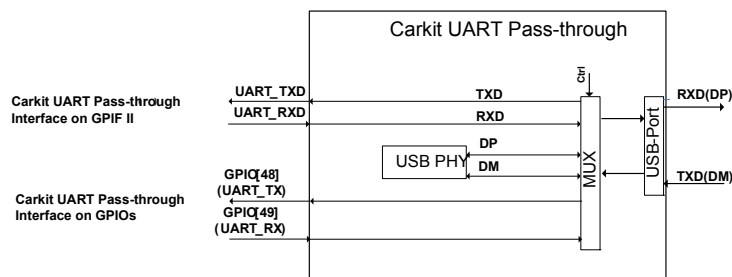 Carkit UART Pass-through
Ctrl
UART_TXD
TXD
RXD(DP)
Carkit UART Pass-through
Interface on GPIF II
UART_RXD
RXD
USB PHY
DP
DM
MUX
USB-Port
TXD(DM)
GPIO[48]
(UART_TX)
Carkit UART Pass-through
Interface on GPIOs
GPIO[49]
(UART_RX)